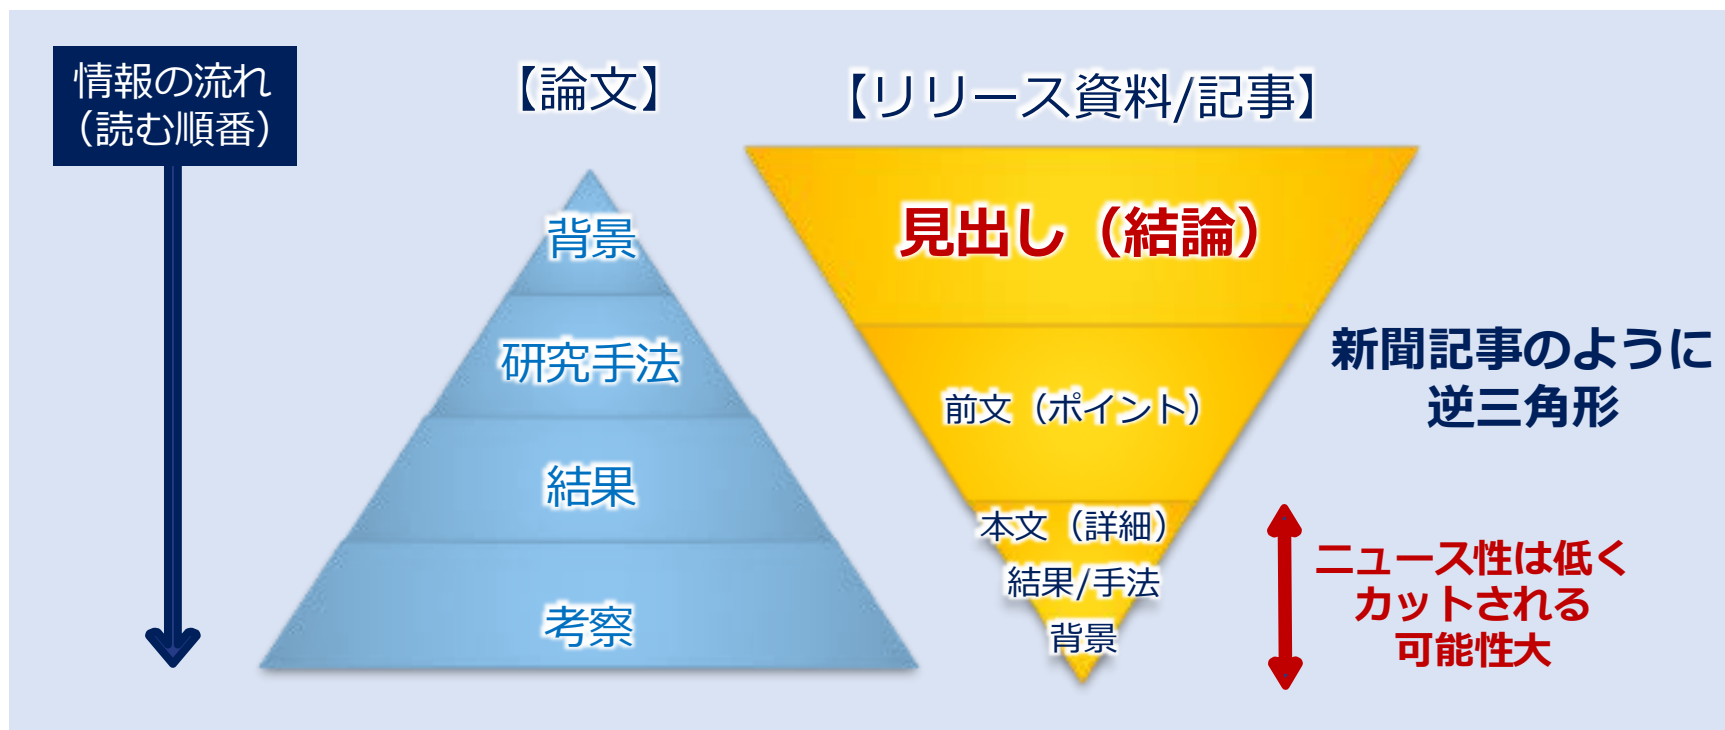 情報の流れ
（読む順番）
【論文】
背景
研究手法
結果
考察
【リリース資料/記事】
見出し（結論）
前文（ポイント）
本文（詳細）
結果/手法
背景
新聞記事のように
逆三角形
ニュース性は低く
カットされる
可能性大